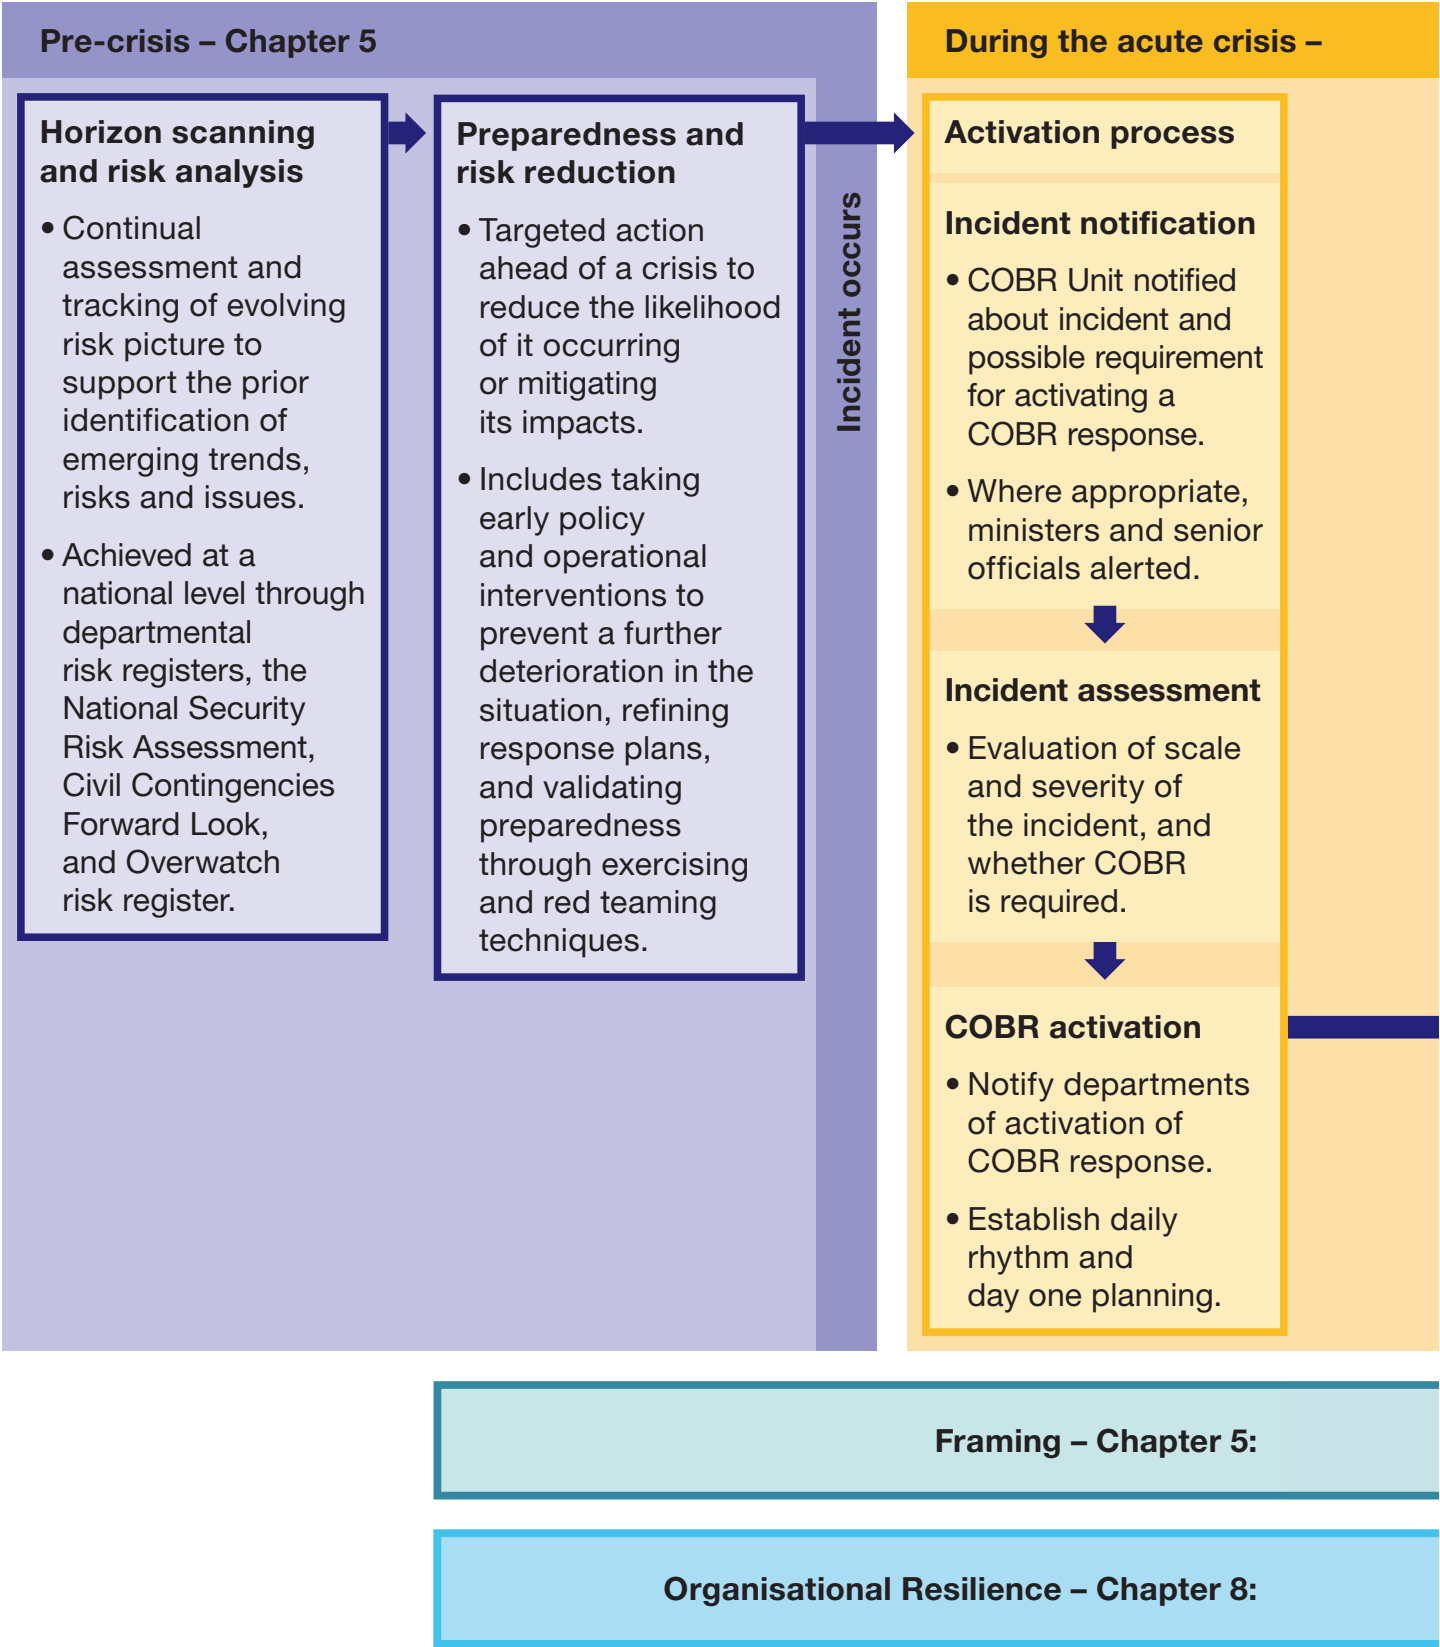 Pre-crisis – Chapter 5
Horizon scanning
and risk analysis
• Continual
assessment and
tracking of evolving
risk picture to
support the prior
identification of
emerging trends,
risks and issues.
• Achieved at a
national level through
departmental
risk registers, the
National Security
Risk Assessment,
Civil Contingencies
Forward Look,
and Overwatch
risk register.
Preparedness and
risk reduction
• Targeted action
ahead of a crisis to
reduce the likelihood
of it occurring
or mitigating
its impacts.
• Includes taking
early policy
and operational
interventions to
prevent a further
deterioration in the
situation, refining
response plans,
and validating
preparedness
through exercising
and red teaming
techniques.
Incident occurs
During the acute crisis –
Activation process
Incident notification
• COBR Unit notified
about incident and
possible requirement
for activating a
COBR response.
• Where appropriate,
ministers and senior
officials alerted.
Incident assessment
• Evaluation of scale
and severity of
the incident, and
whether COBR
is required.
COBR activation
• Notify departments
of activation of
COBR response.
• Establish daily
rhythm and
day one planning.
Framing – Chapter 5:
Organisational Resilience – Chapter 8: